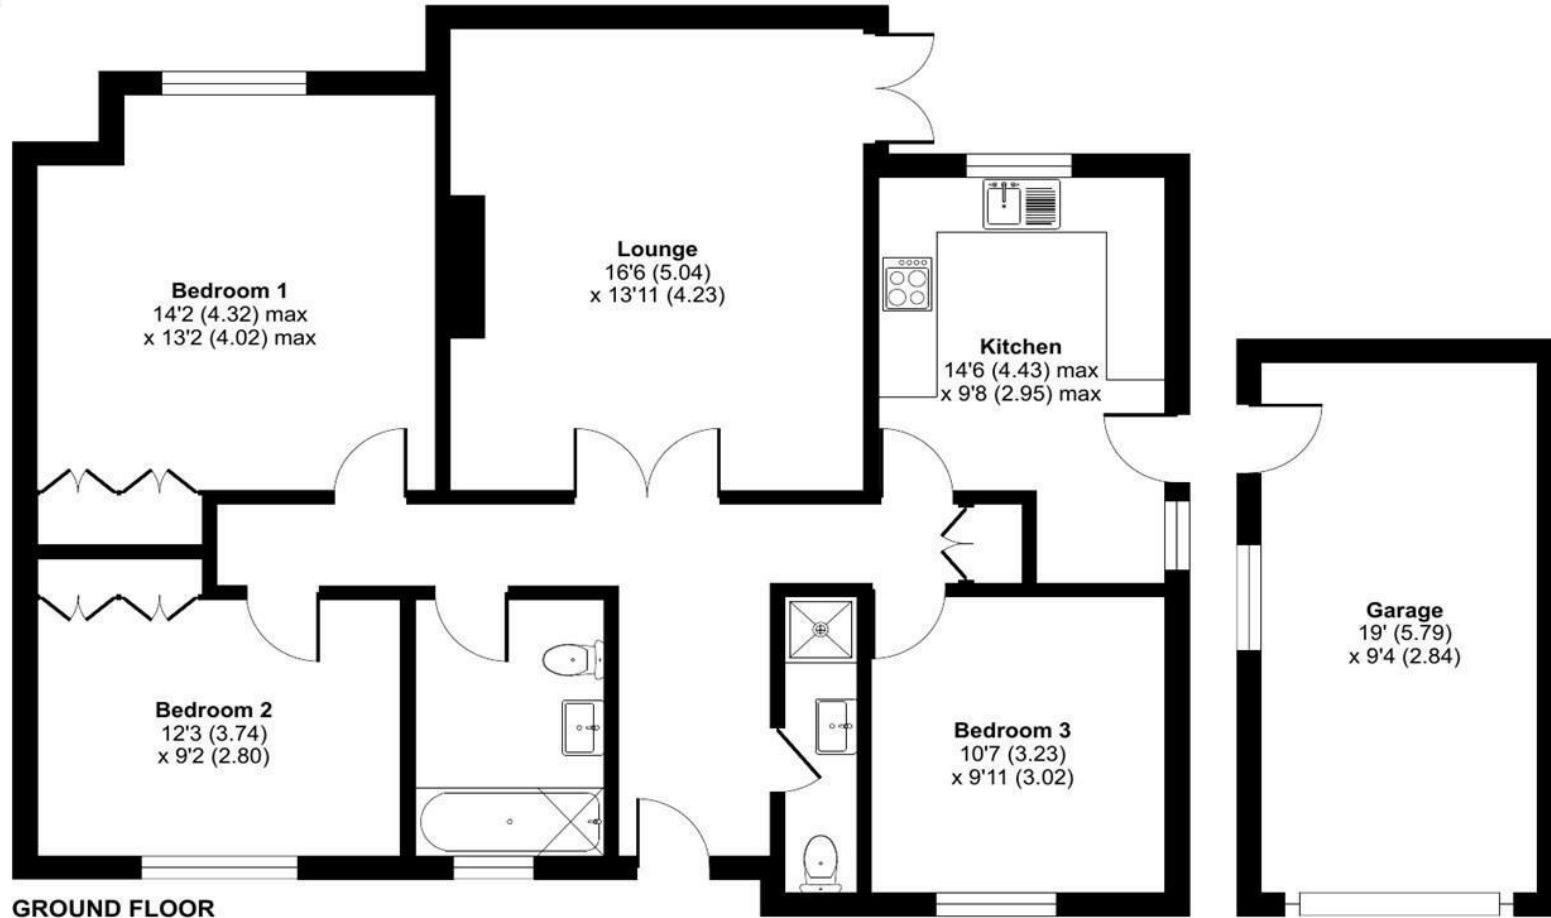 Lounge
16'6 (5.04)
x 13'11 (4.23)
Bedroom 1
14'2 (4.32) max
x 13'2 (4.02) max
Kitchen
14'6 (4.43) max
x 9'8 (2.95) max
Garage
19' (5.79)
x 9'4 (2.84)
Bedroom 2
12'3 (3.74)
x 9'2 (2.80)
Bedroom 3
10'7 (3.23)
x 9'11 (3.02)
GROUND FLOOR